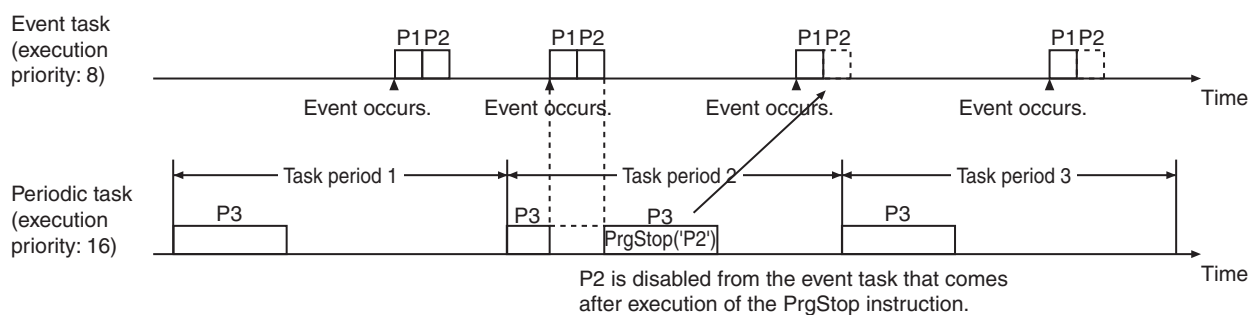 Event task
(execution
priority: 8)
P1 P2
P1 P2
P1 P2
P1 P2
Event occurs.
Event occurs.
Event occurs.
Event occurs.
Time
Periodic task
(execution
priority: 16)
Task period 1
Task period 2
Task period 3
P3
P3
P3
PrgStop('P2')
P3
Time
P2 is disabled from the event task that comes
after execution of the PrgStop instruction.